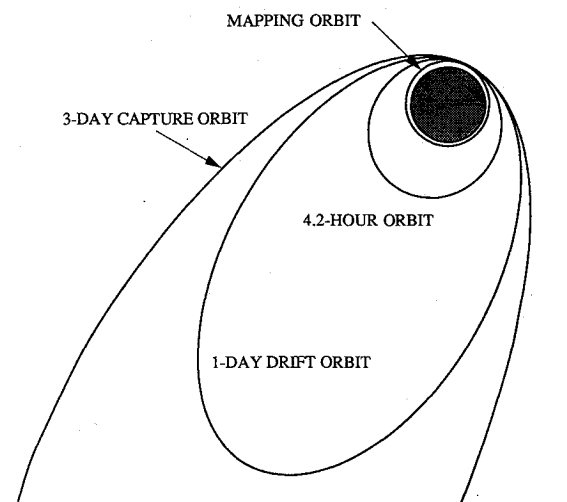 MAPPING ORBIT
3-DAY CAPTURE ORBIT
4.2-HOUR ORBIT
1-DAY DRIFT ORBIT